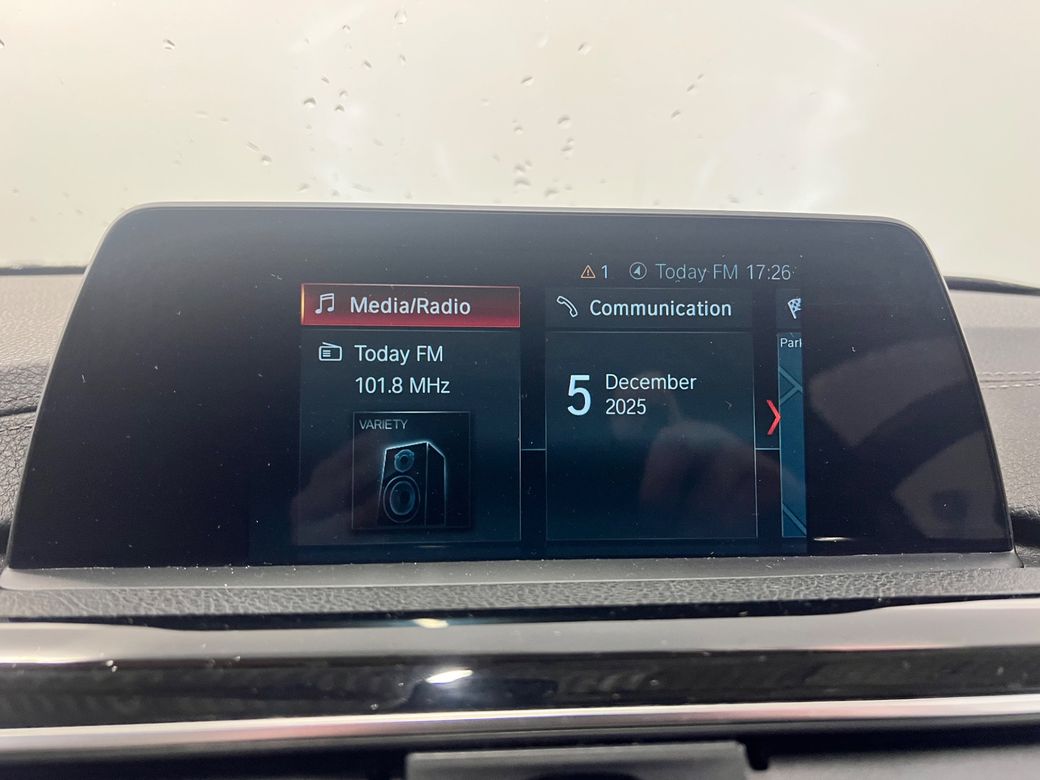 1 Today FM 17:26
Media/Radio
Today FM
101.8 MHz
VARIETY
Communication
5 December
2025
Park